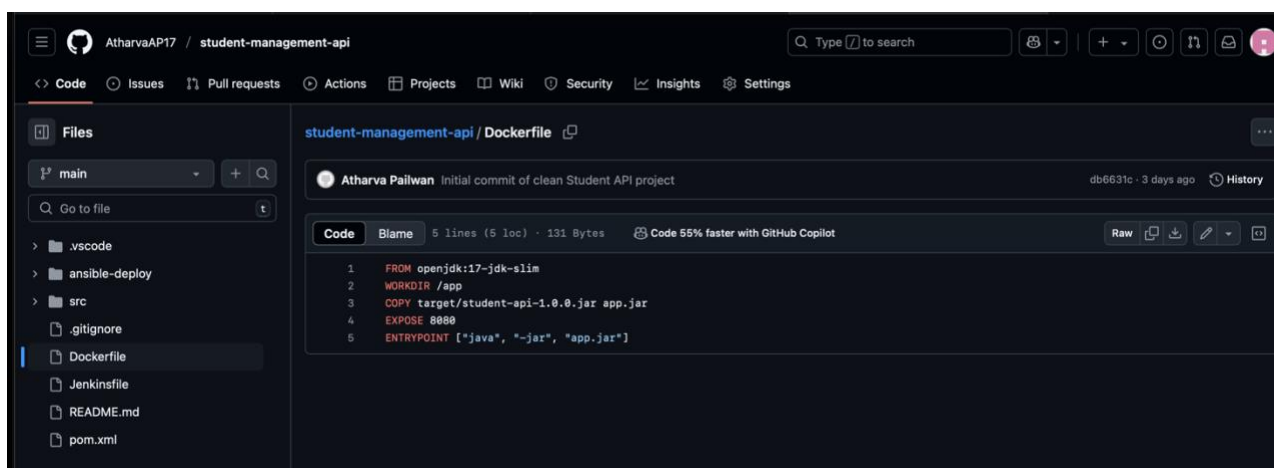 AtharvaAP17 / student-management-api
Type / to search
Code Issues Pull requests Actions Projects Wiki Security Insights Settings
Files
main
Go to file t
.vscode
ansible-deploy
src
.gitignore
Dockerfile
Jenkinsfile
README.md
pom.xml
student-management-api / Dockerfile
Atharva Pailwan Initial commit of clean Student API project db6631c · 3 days ago History
Code Blame 5 lines (5 loc) · 131 Bytes Code 55% faster with GitHub Copilot Raw
1 FROM openjdk:17-jdk-slim
2 WORKDIR /app
3 COPY target/student-api-1.0.0.jar app.jar
4 EXPOSE 8080
5 ENTRYPOINT ["java", "-jar", "app.jar"]